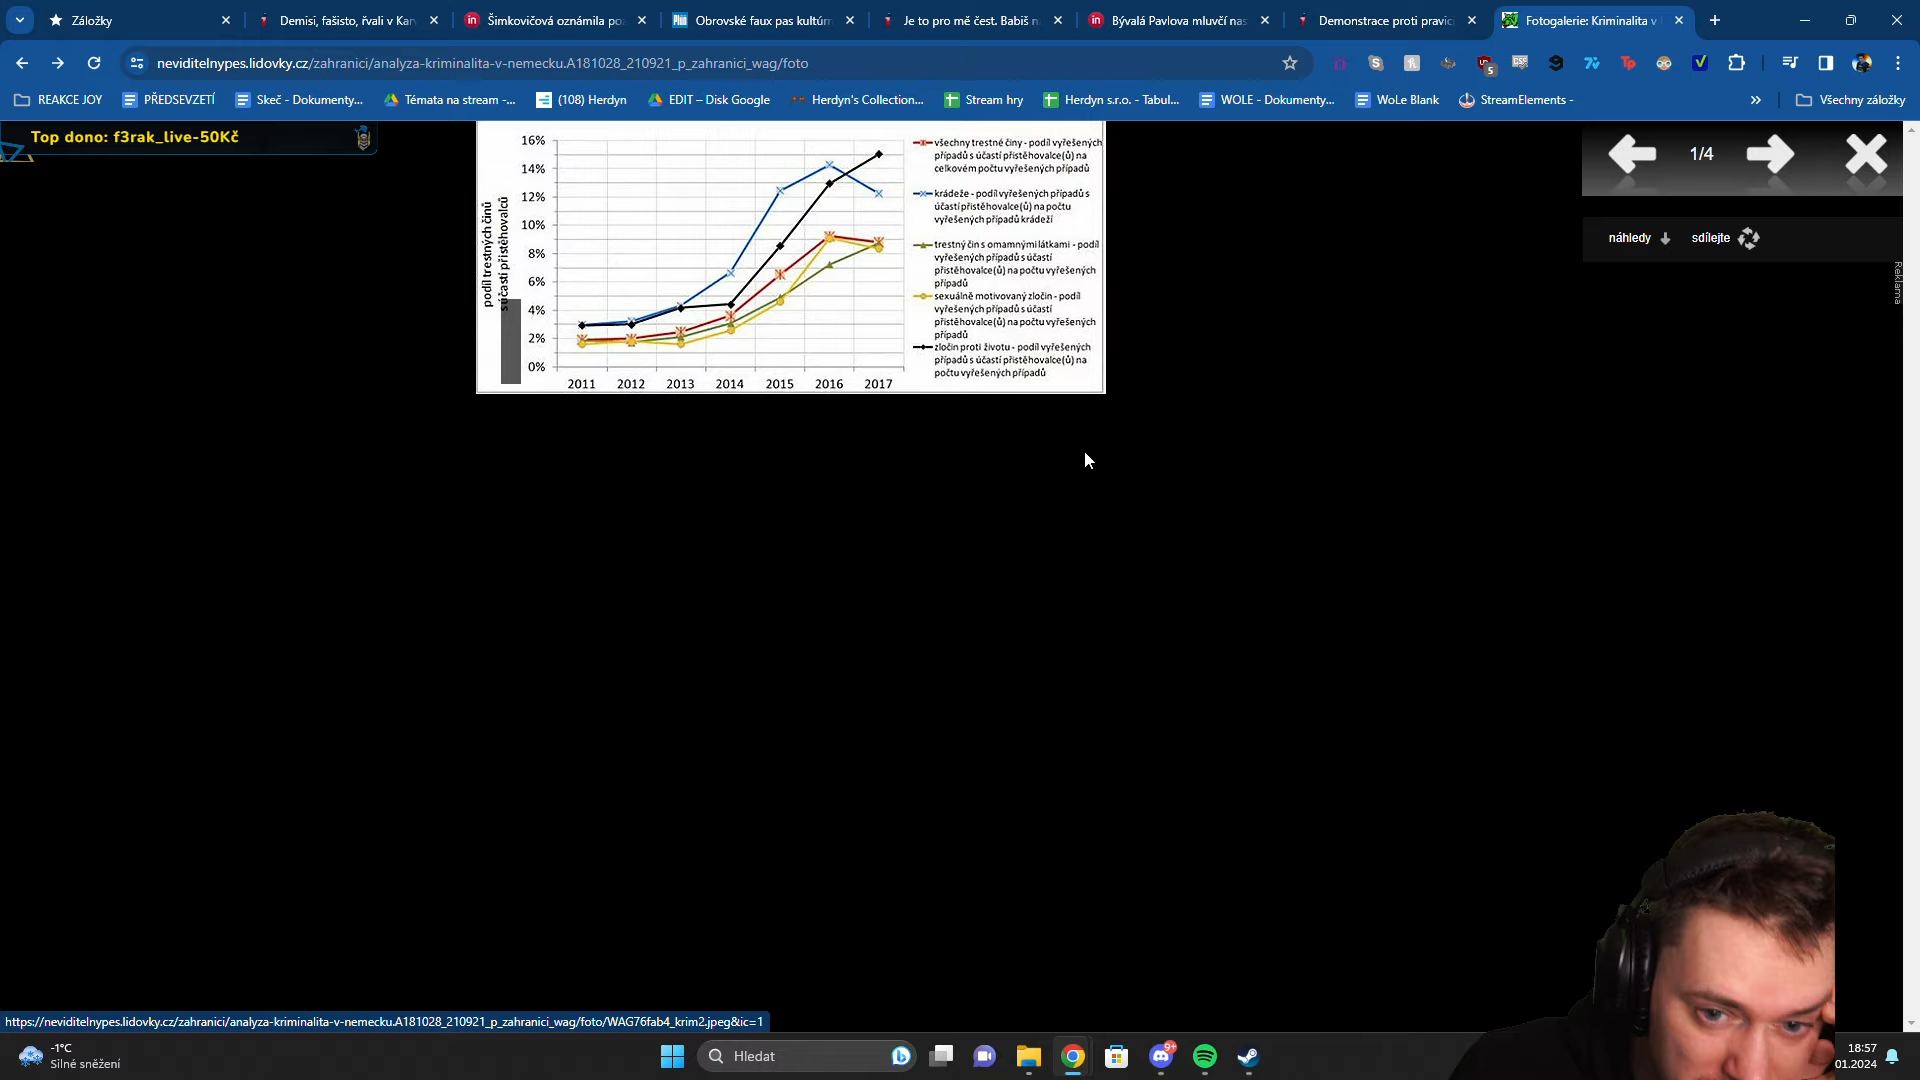 Záložky
Demisi, fašisto, řvali v Kar
Šimkovičová oznámila po
Obrovské faux pas kultúrn
Je to pro mě čest. Babiš n
Bývalá Pavlova mluvčí nas
Demonstrace proti pravici
Fotogalerie: Kriminalita v
neviditelnypes.lidovky.cz/zahranici/analyza-kriminalita-v-nemecku.A181028_210921_p_zahranici_wag/foto
5
REAKCE JOY
PŘEDSEVZETÍ
Skeč - Dokumenty...
Témata na stream -...
(108) Herdyn
EDIT – Disk Google
Herdyn's Collection...
Stream hry
Herdyn s.r.o. - Tabul...
WOLE - Dokumenty...
WoLe Blank
StreamElements -
Všechny záložky
Top dono: f3rak_live-50Kč
podíl trestných činů
s účastí přistěhovalců
16%
14%
12%
10%
8%
6%
4%
2%
0%
2011 2012 2013 2014 2015 2016 2017
všechny trestné činy - podíl vyřešených
případů s účastí přistěhovalce(ů) na
celkovém počtu vyřešených případů
krádeže - podíl vyřešených případů s
účastí přistěhovalce(ů) na počtu
vyřešených případů krádeží
trestný čin s omamnými látkami - podíl
vyřešených případů s účastí
přistěhovalce(ů) na počtu vyřešených
případů
sexuálně motivovaný zločin - podíl
vyřešených případů s účastí
přistěhovalce(ů) na počtu vyřešených
případů
zločin proti životu - podíl vyřešených
případů s účastí přistěhovalce(ů) na
počtu vyřešených případů
1/4
náhledy
sdílejte
Reklama
https://neviditelnypes.lidovky.cz/zahranici/analyza-kriminalita-v-nemecku.A181028_210921_p_zahranici_wag/foto/WAG76fab4_krim2.jpeg&ic=1
-1°C
Silné sněžení
Hledat
9+
18:57
01.2024